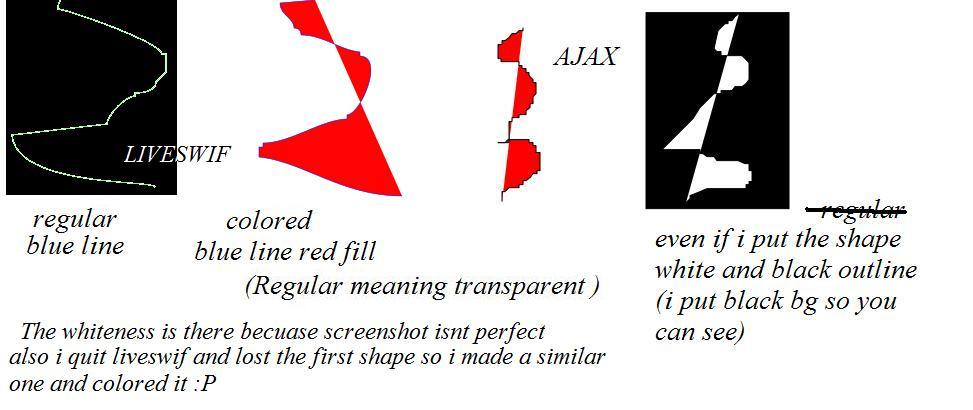 AJAX
LIVESWIF
regular
blue line
colored
blue line red fill
(Regular meaning transparent )
regular
even if i put the shape
white and black outline
(i put black bg so you
can see)
The whiteness is there becuase screenshot isnt perfect
also i quit liveswif and lost the first shape so i made a similar
one and colored it :P